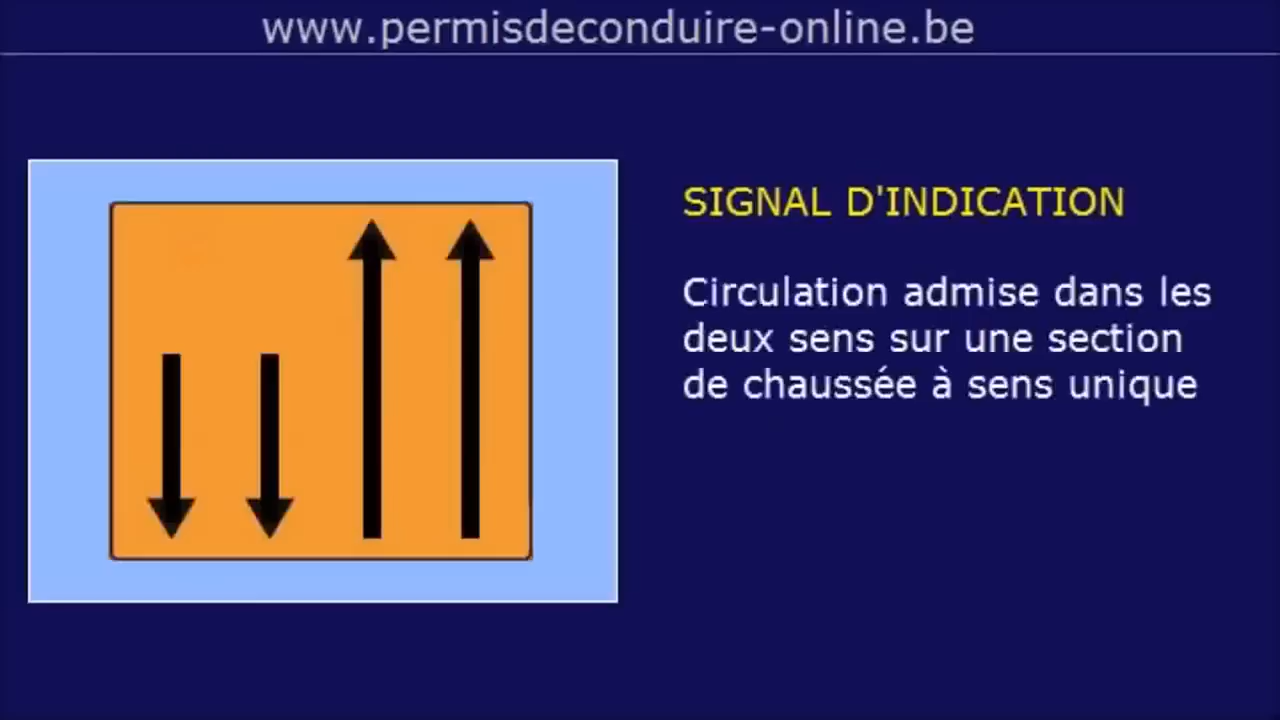 www.permisdeconduire-online.be
SIGNAL D'INDICATION
Circulation admise dans les
deux sens sur une section
de chaussée à sens unique